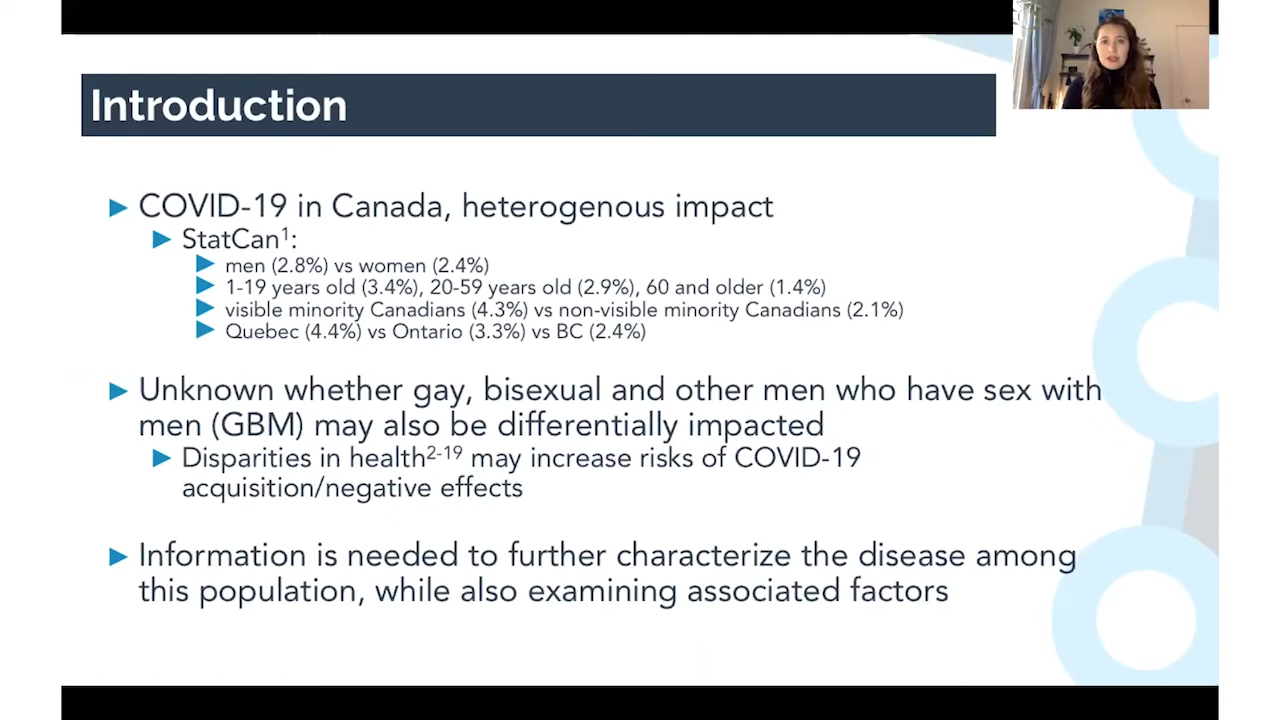 Introduction
COVID-19 in Canada, heterogenous impact
StatCan¹:
men (2.8%) vs women (2.4%)
1-19 years old (3.4%), 20-59 years old (2.9%), 60 and older (1.4%)
visible minority Canadians (4.3%) vs non-visible minority Canadians (2.1%)
Quebec (4.4%) vs Ontario (3.3%) vs BC (2.4%)
Unknown whether gay, bisexual and other men who have sex with
men (GBM) may also be differentially impacted
Disparities in health²⁻¹⁹ may increase risks of COVID-19
acquisition/negative effects
Information is needed to further characterize the disease among
this population, while also examining associated factors